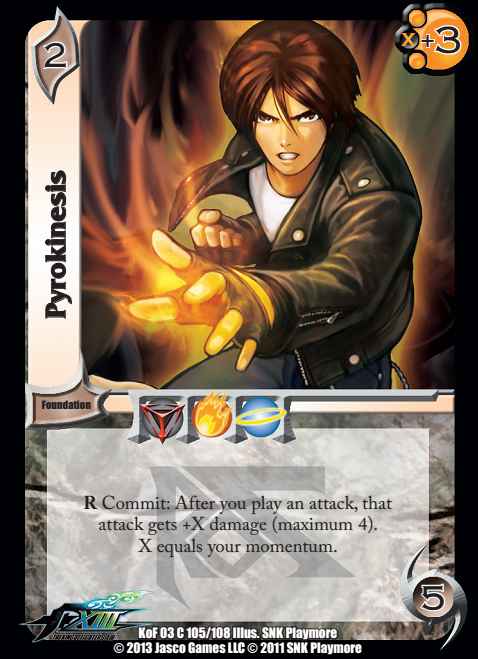 2
X +3
Pyrokinesis
Foundation
R Commit: After you play an attack, that
attack gets +X damage (maximum 4).
X equals your momentum.
5
XIII
KoF 03 C 105/108 Illus. SNK Playmore
© 2013 Jasco Games LLC © 2011 SNK Playmore